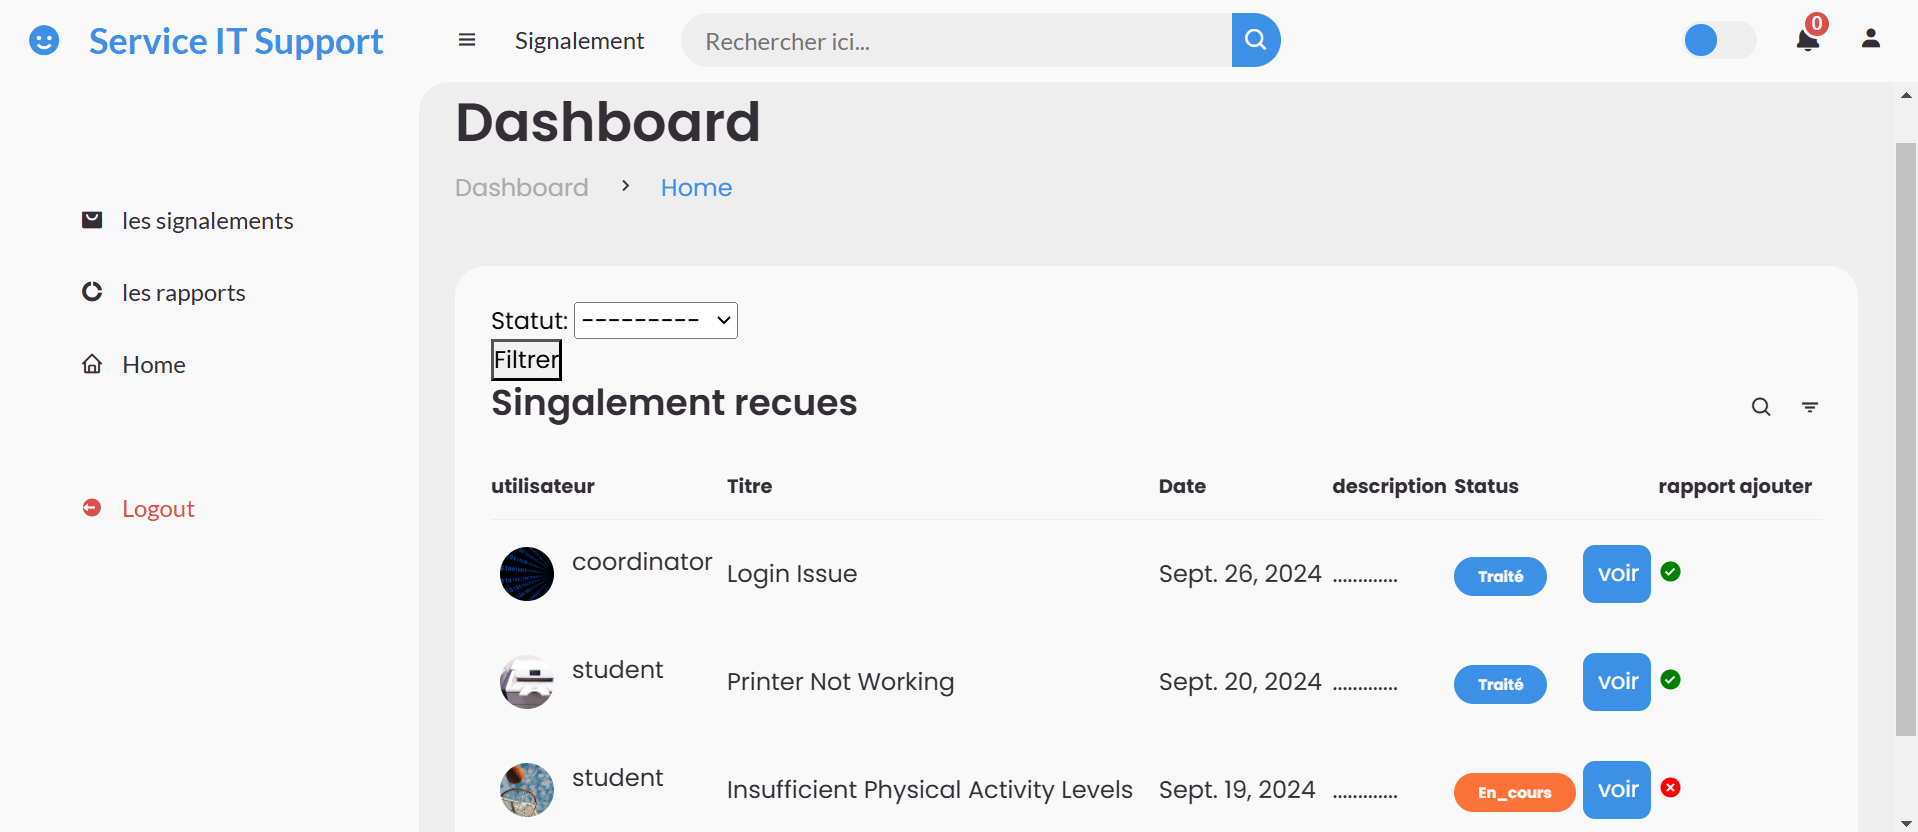 Service IT Support
Signalement
Rechercher ici...
0
les signalements
les rapports
Home
Logout
Dashboard
Dashboard > Home
Statut: ---------
Filtrer
Singalement recues
utilisateur Titre Date description Status rapport ajouter
coordinator Login Issue Sept. 26, 2024 ............. Traité voir
student Printer Not Working Sept. 20, 2024 ............. Traité voir
student Insufficient Physical Activity Levels Sept. 19, 2024 ............. En_cours voir